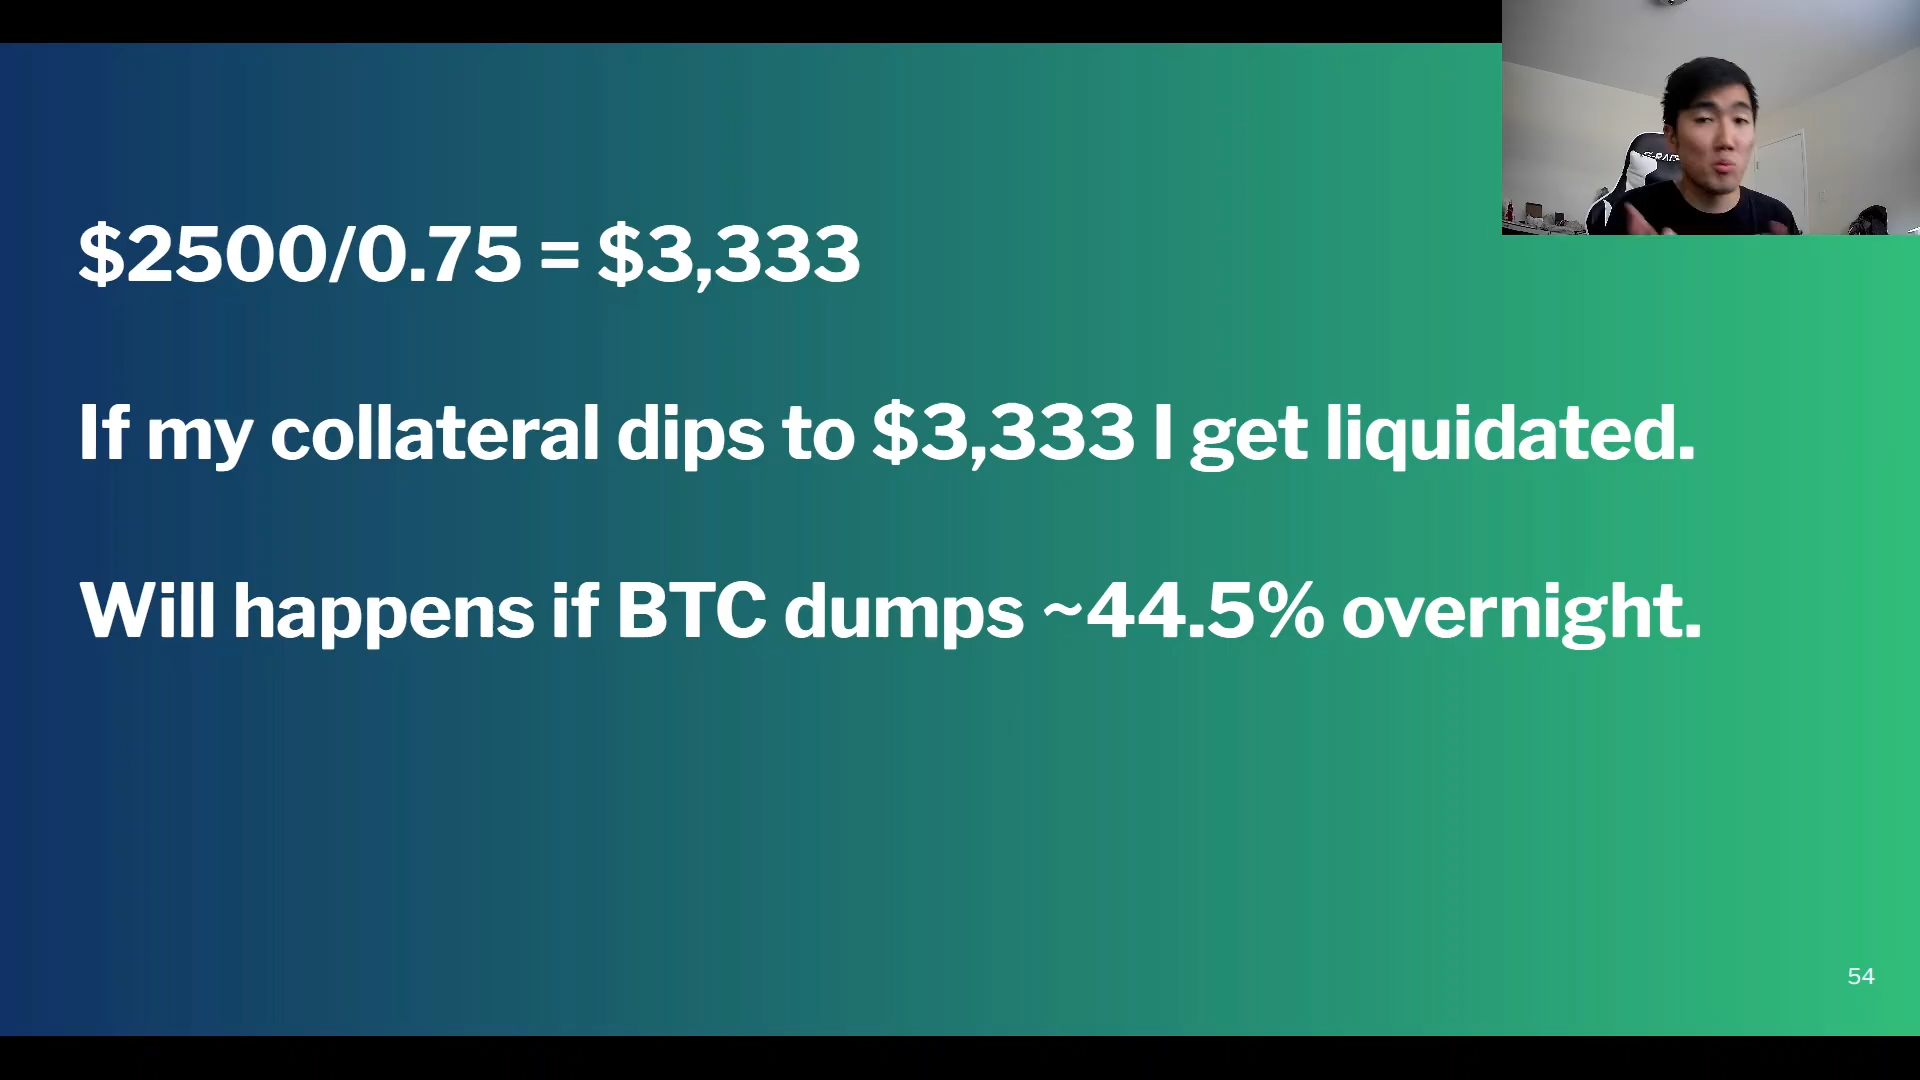 $2500/0.75 = $3,333
If my collateral dips to $3,333 I get liquidated.
Will happens if BTC dumps ~44.5% overnight.
54